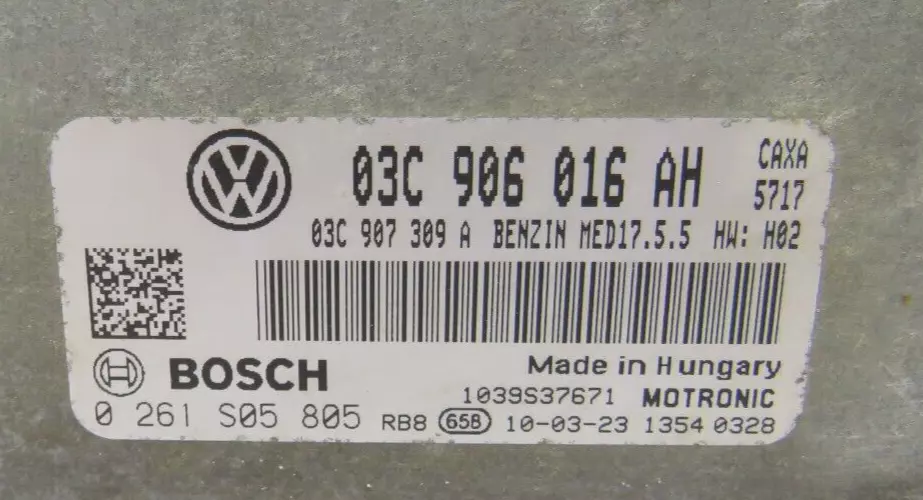 03C 906 016 AH CAXA
5717
03C 907 309 A BENZIN MED17.5.5 HW: H02
BOSCH
Made in Hungary
1039S37671 MOTRONIC
0 261 S05 805 RB8 65B 10-03-23 1354 0328